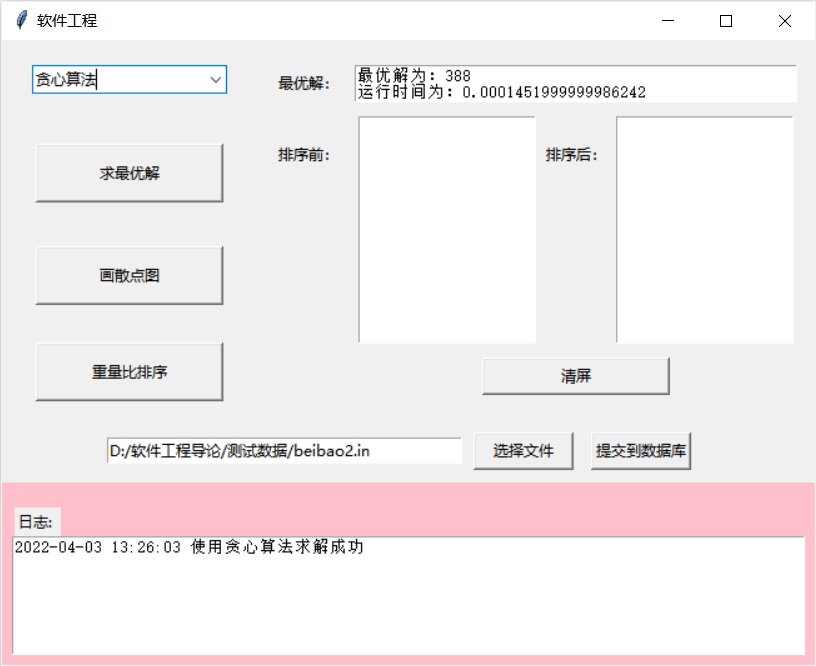 软件工程
贪心算法
最优解:
最优解为: 388
运行时间为: 0.0001451999999986242
求最优解
排序前:
排序后:
画散点图
重量比排序
清屏
D:/软件工程导论/测试数据/beibao2.in
选择文件
提交到数据库
日志:
2022-04-03 13:26:03 使用贪心算法求解成功